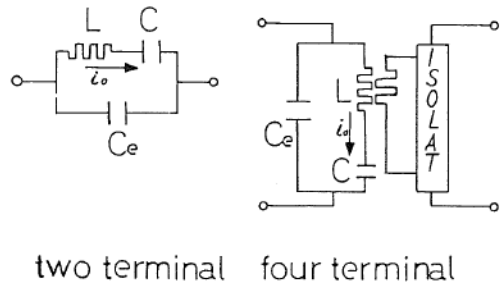 L C
i₀
Cₑ
two terminal
Cₑ
L
i₀
C
ISOLAT
four terminal